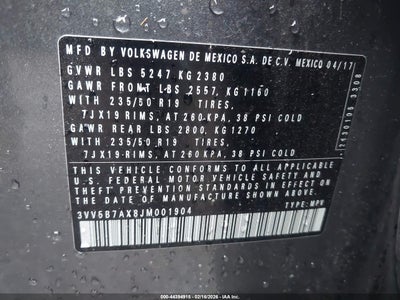 MFD BY VOLKSWAGEN DE MEXICO S.A. DE C.V. MEXICO 04/17
GVWR LBS 5247 KG 2380
GAWR FRONT LBS 2557, KG 1160
WITH 235/50 R19 TIRES,
7JX19 RIMS, AT 260 KPA, 38 PSI COLD
GAWR REAR LBS 2800, KG1270
WITH 235/50 R19 TIRES,
7JX19 RIMS, AT 260 KPA, 38 PSI COLD
THIS VEHICLE CONFORMS TO ALL APPLICABLE
U.S. FEDERAL MOTOR VEHICLE SAFETY BUMPER AND
THEFT PREVENTION STANDARDS IN EFFECT ON THE DATE
OF MANUFACTURE SHOWN ABOVE.
3VV5B7AX8JM001904 TYPE: MPV
000-44394915 - 02/18/2026 - IAA Inc.